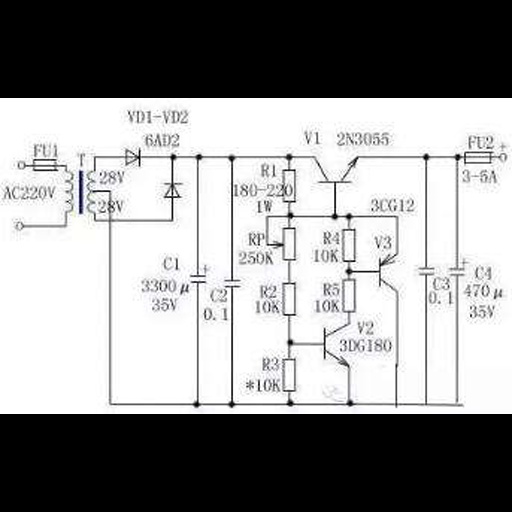 VD1-VD2
6AD2
V1 2N3055
FU1
T
28V
28V
AC220V
FU2
+
3-5A
R1
180-220
1W
3CG12
RP
250K
R4
10K
V3
C1
+
3300μ
35V
C2
0.1
R2
10K
R5
10K
C3
0.1
+
C4
470μ
35V
V2
3DG180
R3
*10K